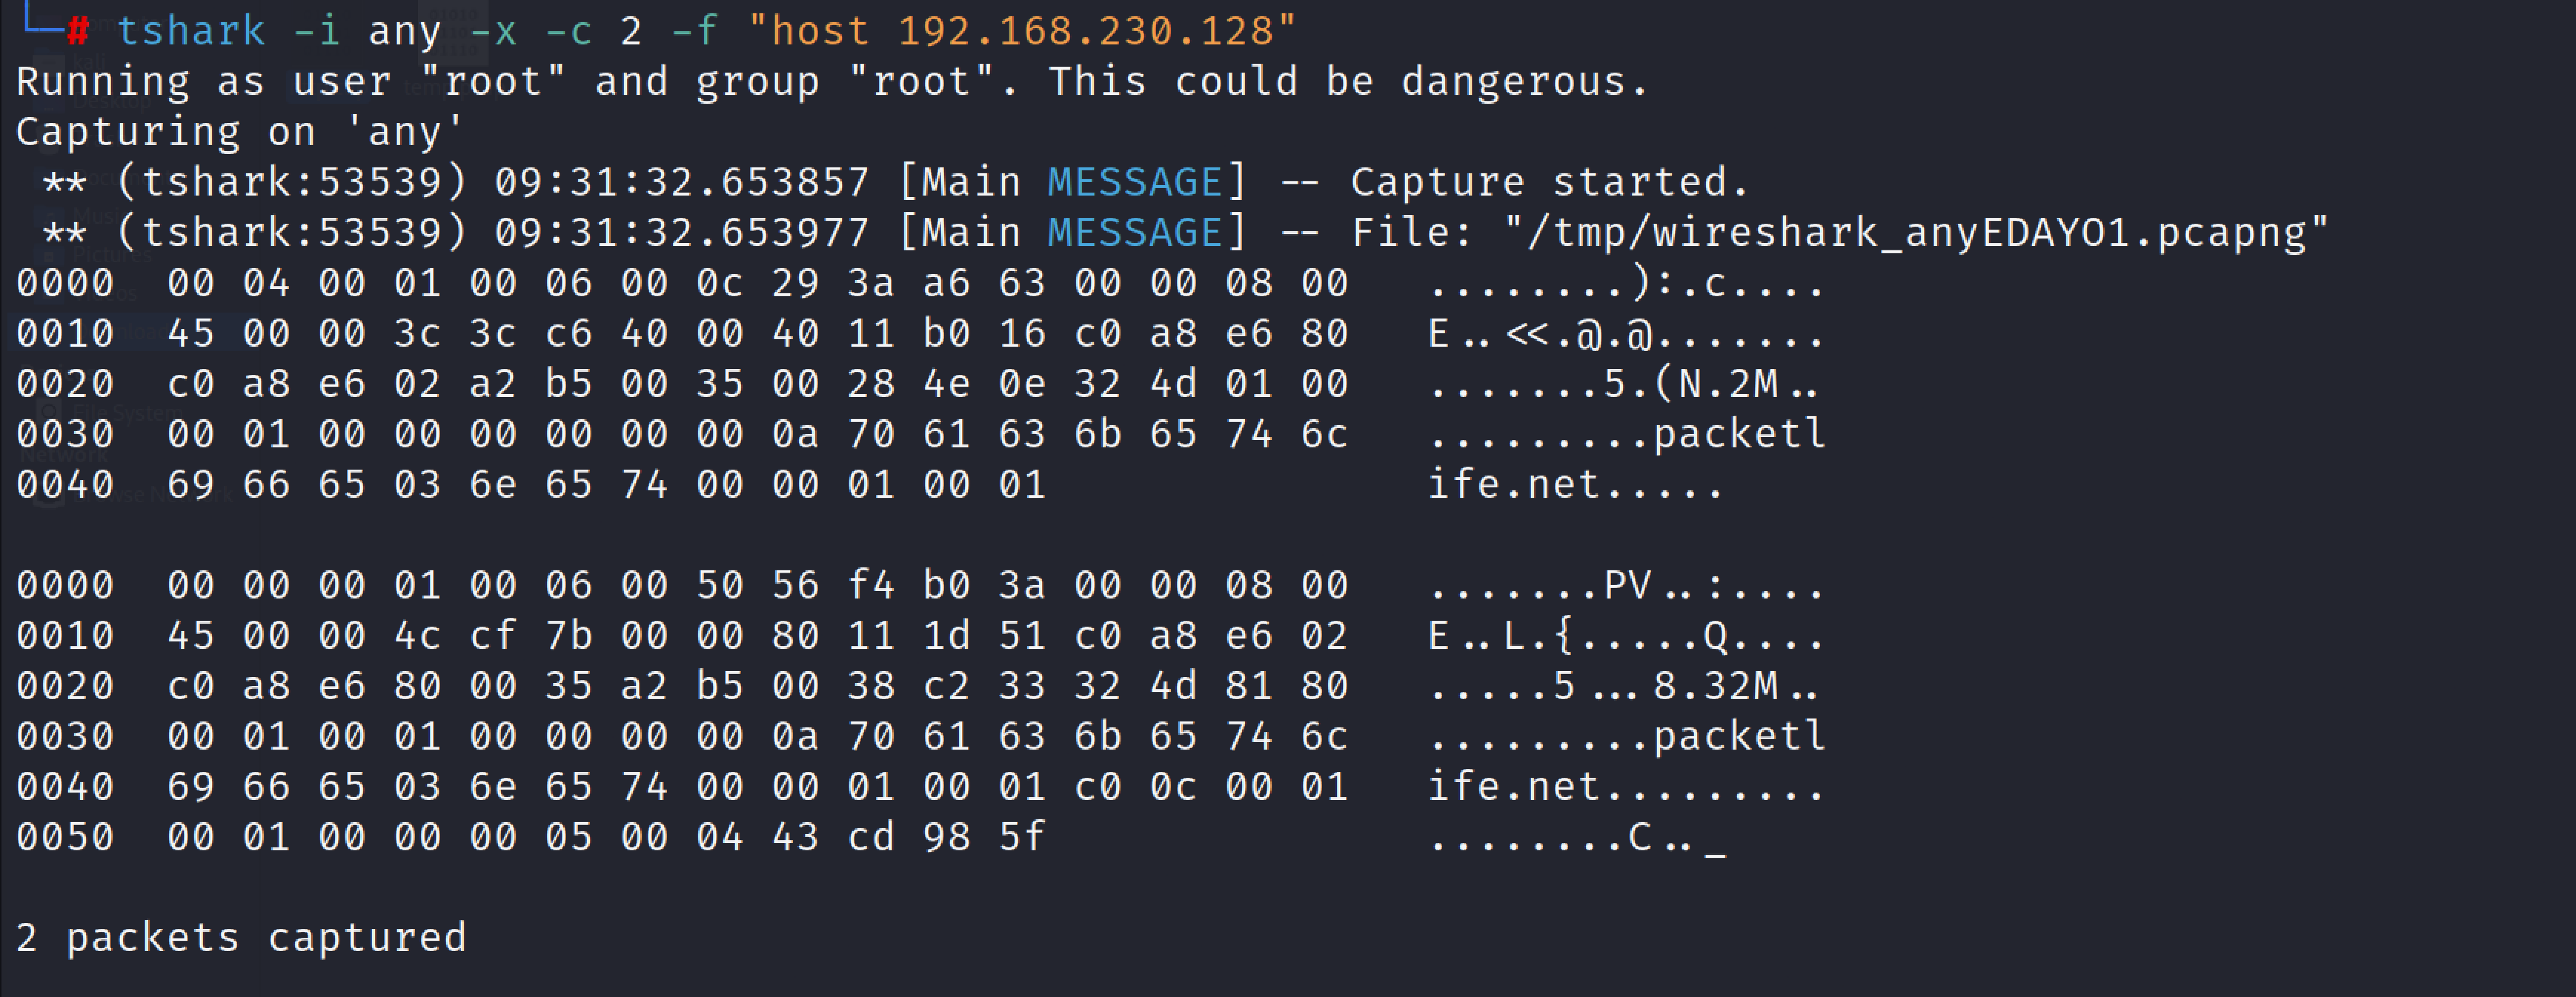 └─# tshark -i any -x -c 2 -f "host 192.168.230.128"
Running as user "root" and group "root". This could be dangerous.
Capturing on 'any'
 ** (tshark:53539) 09:31:32.653857 [Main MESSAGE] -- Capture started.
 ** (tshark:53539) 09:31:32.653977 [Main MESSAGE] -- File: "/tmp/wireshark_anyEDAYO1.pcapng"
0000  00 04 00 01 00 06 00 0c 29 3a a6 63 00 00 08 00   ........):.c....
0010  45 00 00 3c 3c c6 40 00 40 11 b0 16 c0 a8 e6 80   E..<<.@.@.......
0020  c0 a8 e6 02 a2 b5 00 35 00 28 4e 0e 32 4d 01 00   .......5.(N.2M..
0030  00 01 00 00 00 00 00 00 0a 70 61 63 6b 65 74 6c   .........packetl
0040  69 66 65 03 6e 65 74 00 00 01 00 01               ife.net.....

0000  00 00 00 01 00 06 00 50 56 f4 b0 3a 00 00 08 00   .......PV..:....
0010  45 00 00 4c cf 7b 00 00 80 11 1d 51 c0 a8 e6 02   E..L.{.....Q....
0020  c0 a8 e6 80 00 35 a2 b5 00 38 c2 33 32 4d 81 80   .....5...8.32M..
0030  00 01 00 01 00 00 00 00 0a 70 61 63 6b 65 74 6c   .........packetl
0040  69 66 65 03 6e 65 74 00 00 01 00 01 c0 0c 00 01   ife.net.........
0050  00 01 00 00 00 05 00 04 43 cd 98 5f               ........C.._

2 packets captured